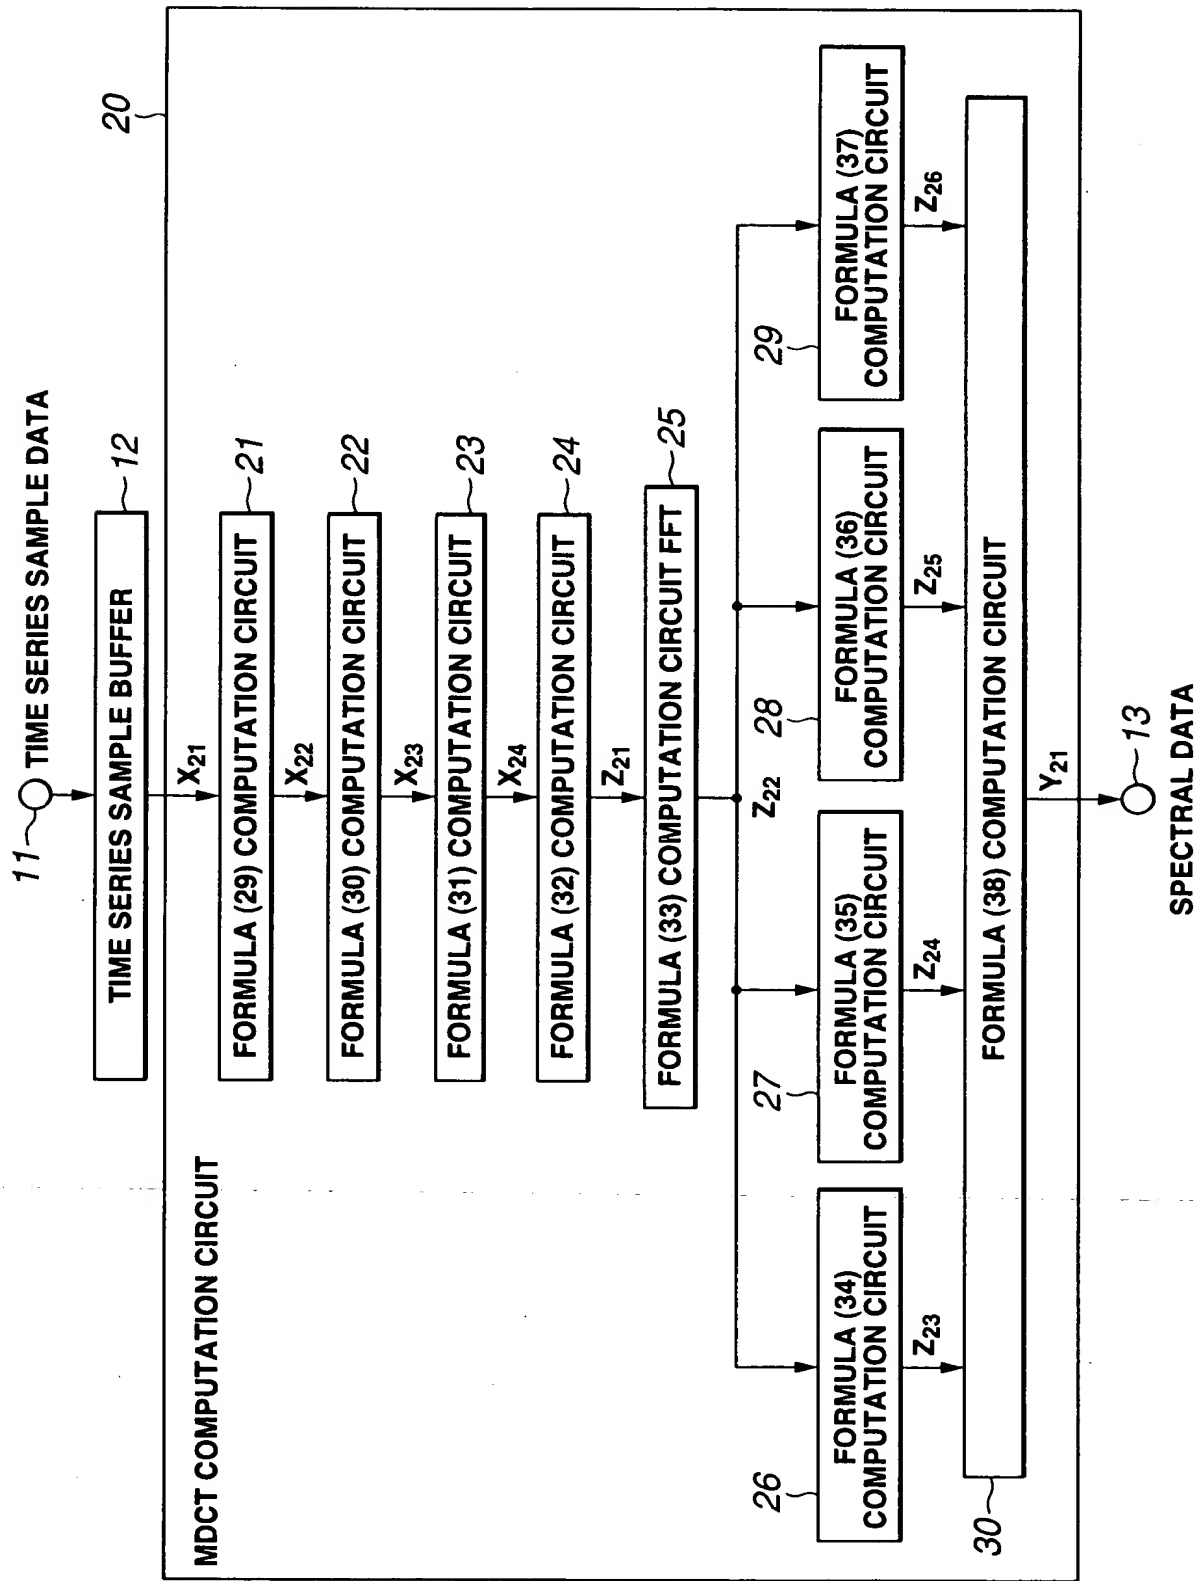 11
TIME SERIES SAMPLE DATA
TIME SERIES SAMPLE BUFFER
12
20
MDCT COMPUTATION CIRCUIT
X21
FORMULA (29) COMPUTATION CIRCUIT
21
X22
FORMULA (30) COMPUTATION CIRCUIT
22
X23
FORMULA (31) COMPUTATION CIRCUIT
23
X24
FORMULA (32) COMPUTATION CIRCUIT
24
Z21
FORMULA (33) COMPUTATION CIRCUIT FFT
25
Z22
26
FORMULA (34)
COMPUTATION CIRCUIT
27
FORMULA (35)
COMPUTATION CIRCUIT
28
FORMULA (36)
COMPUTATION CIRCUIT
29
FORMULA (37)
COMPUTATION CIRCUIT
Z23
Z24
Z25
Z26
30
FORMULA (38) COMPUTATION CIRCUIT
Y21
13
SPECTRAL DATA